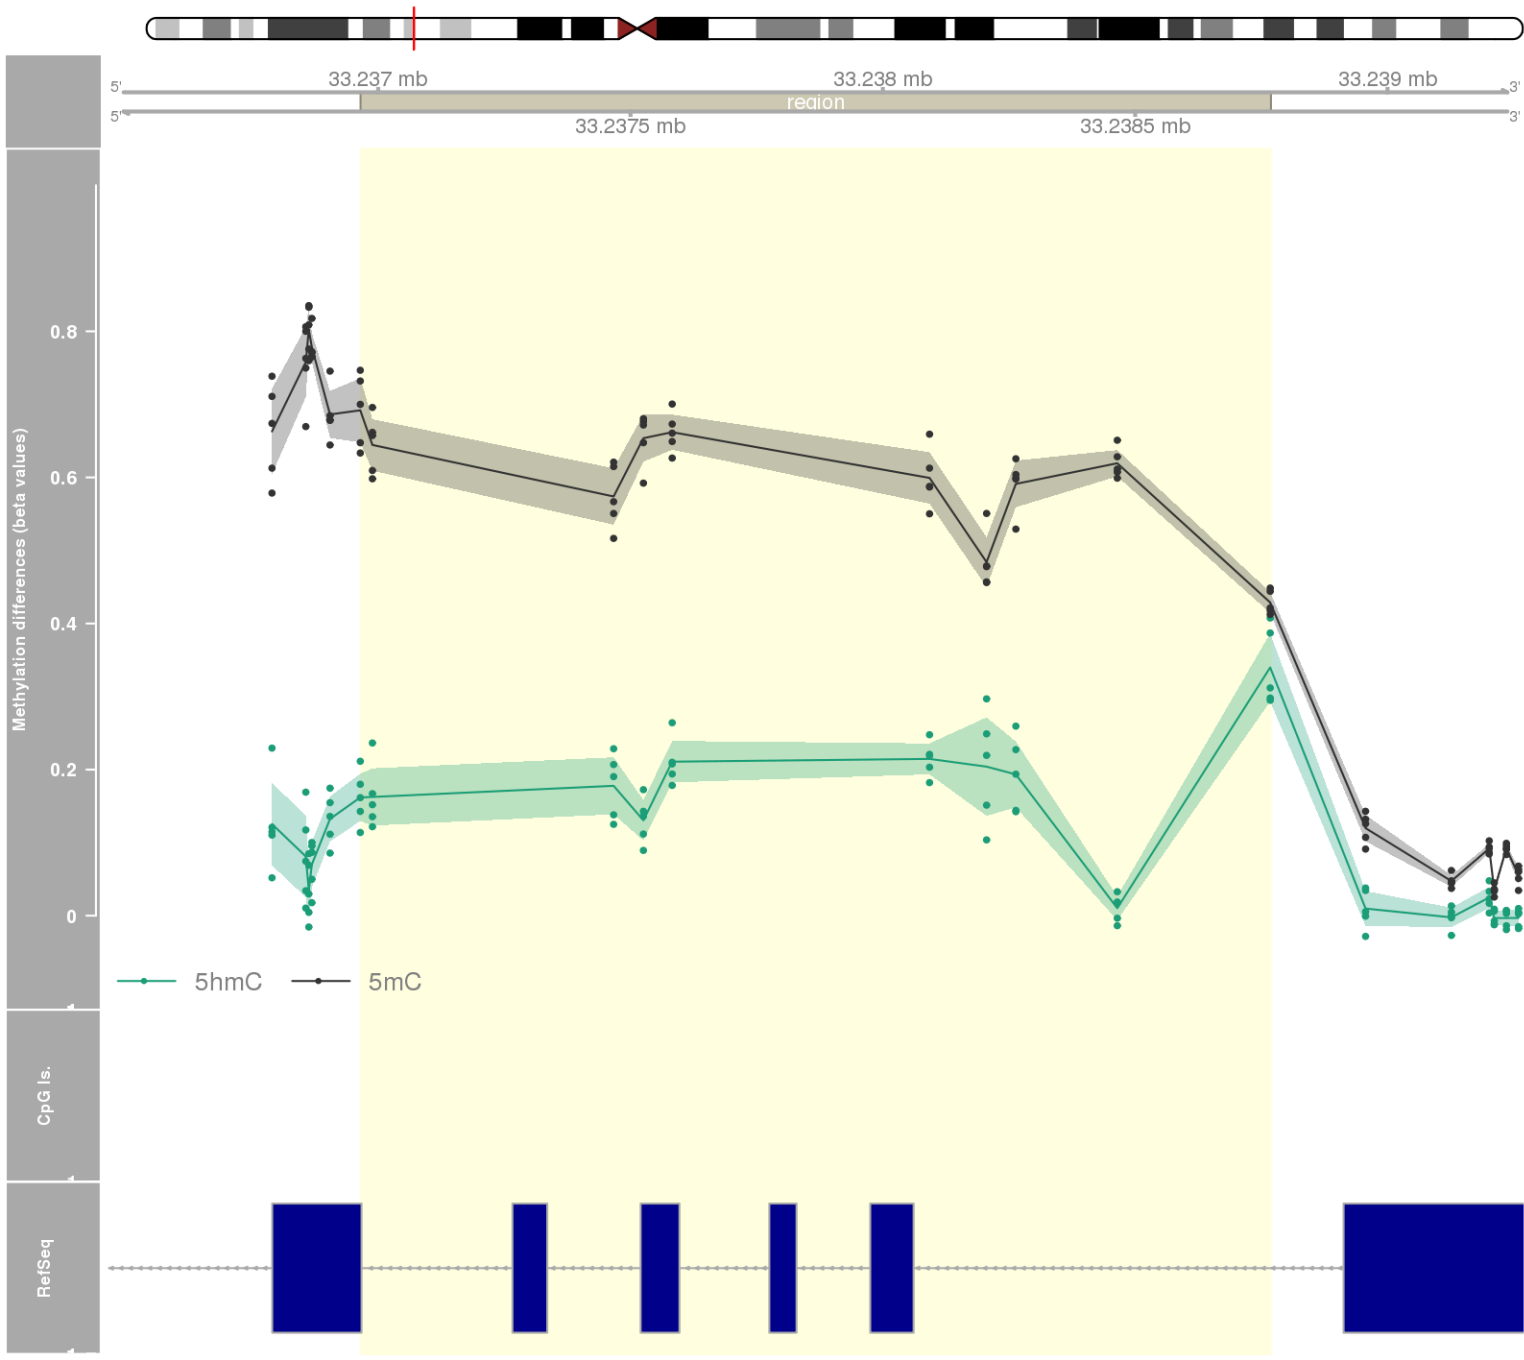 33.237 mb
33.238 mb
33.239 mb
5'
3'
region
5'
3'
33.2375 mb
33.2385 mb
Methylation differences (beta values)
0.8
0.6
0.4
0.2
0
5hmC
5mC
CpG Is.
RefSeq